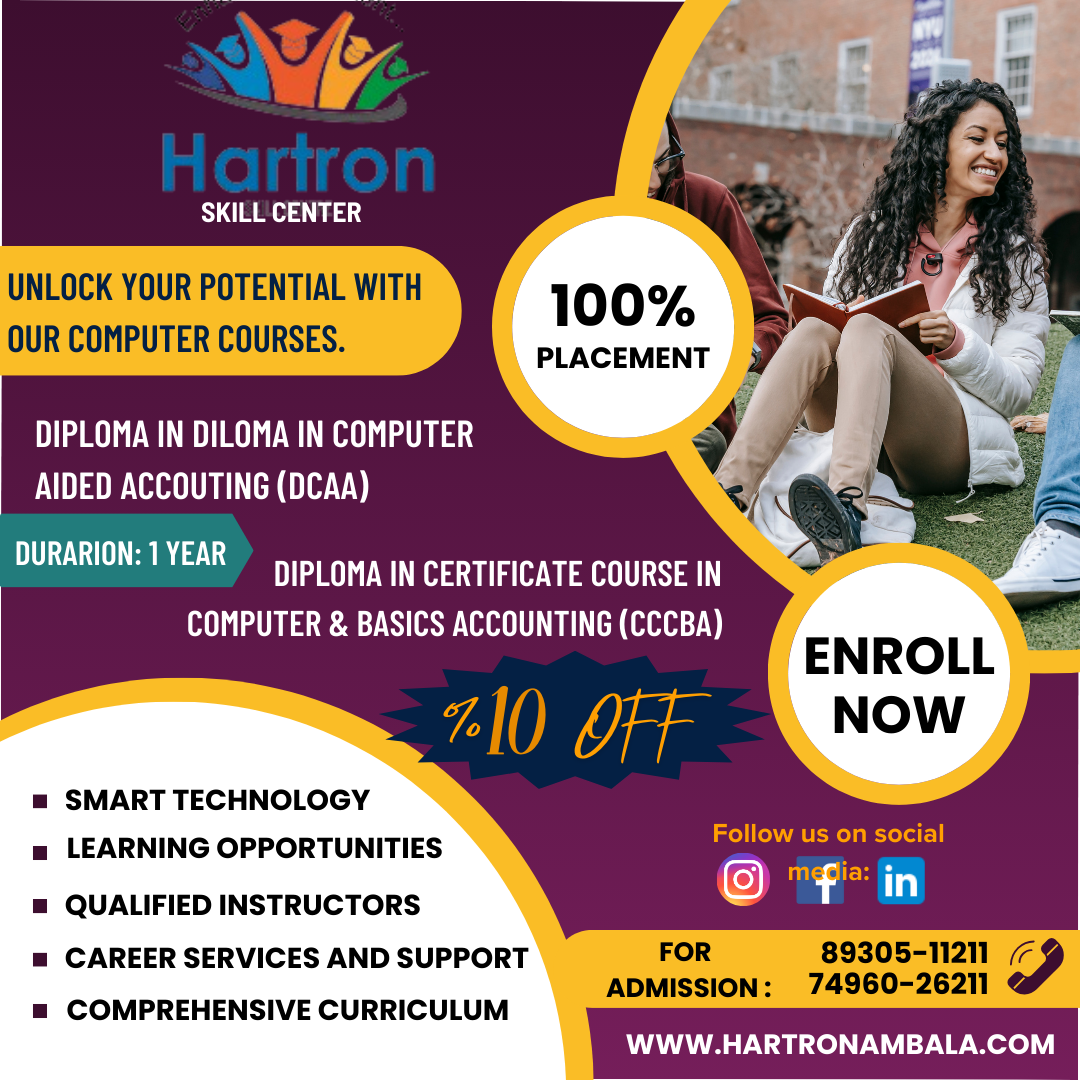 Hartron
SKILL CENTER
UNLOCK YOUR POTENTIAL WITH
OUR COMPUTER COURSES.
100%
PLACEMENT
NYU
DIPLOMA IN DILOMA IN COMPUTER
AIDED ACCOUTING (DCAA)
DURARION: 1 YEAR
DIPLOMA IN CERTIFICATE COURSE IN
COMPUTER & BASICS ACCOUNTING (CCCBA)
%10 OFF
ENROLL
NOW
SMART TECHNOLOGY
LEARNING OPPORTUNITIES
QUALIFIED INSTRUCTORS
CAREER SERVICES AND SUPPORT
COMPREHENSIVE CURRICULUM
Follow us on social
media:
FOR
ADMISSION :
89305-11211
74960-26211
WWW.HARTRONAMBALA.COM